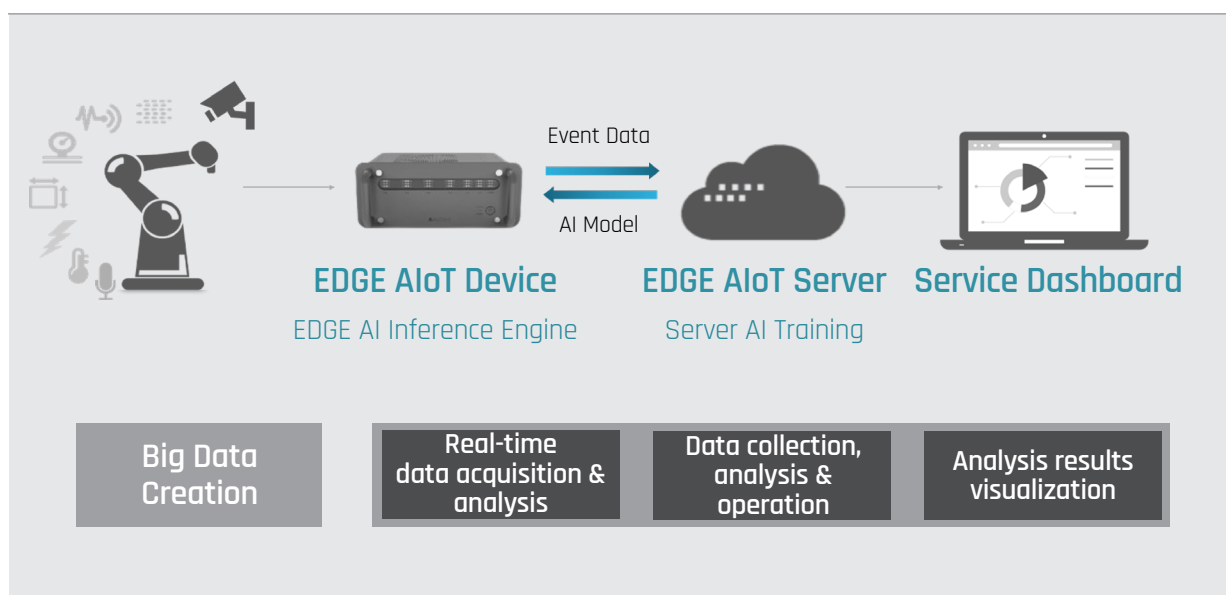 Event Data
AI Model
EDGE AIoT Device
EDGE AIoT Server
Service Dashboard
EDGE AI Inference Engine
Server AI Training
Big Data
Creation
Real-time
data acquisition &
analysis
Data collection,
analysis &
operation
Analysis results
visualization